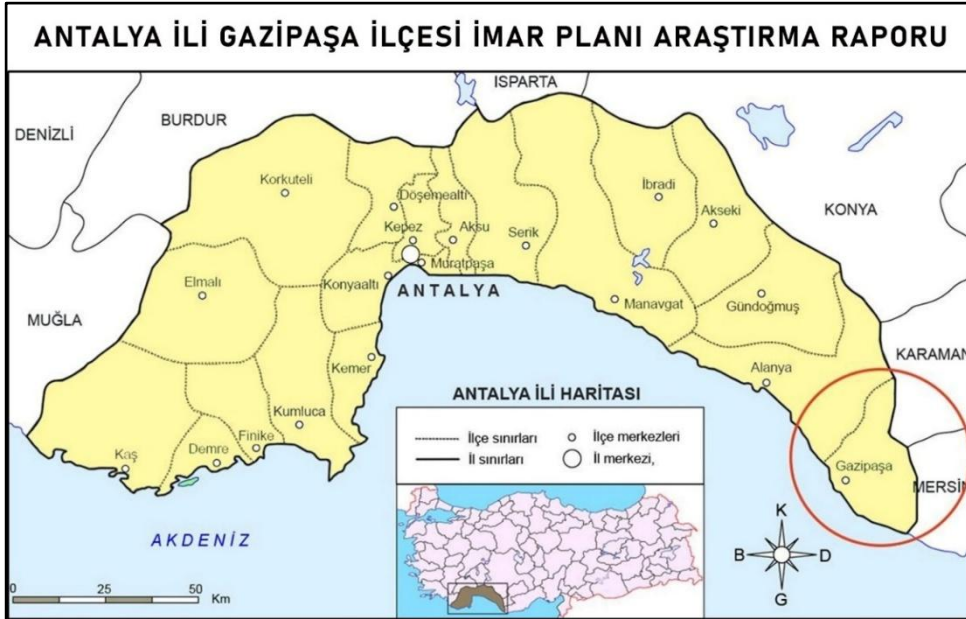 ANTALYA İLİ GAZİPAŞA İLÇESİ İMAR PLANI ARAŞTIRMA RAPORU
ISPARTA
DENİZLİ
BURDUR
Korkuteli
Döşemealtı
İbradi
Kepez
Aksu
Serik
Akseki
KONYA
Muratpaşa
Elmalı
Konyaaltı
ANTALYA
Manavgat
Gündoğmuş
MUĞLA
KARAMAN
Kemer
Alanya
ANTALYA İLİ HARİTASI
Kumluca
İlçe sınırları
İlçe merkezleri
İl sınırları
İl merkezi,
Kaş
Demre
Finike
Gazipaşa
MERSİN
AKDENİZ
K
B
D
G
0 25 50
Km